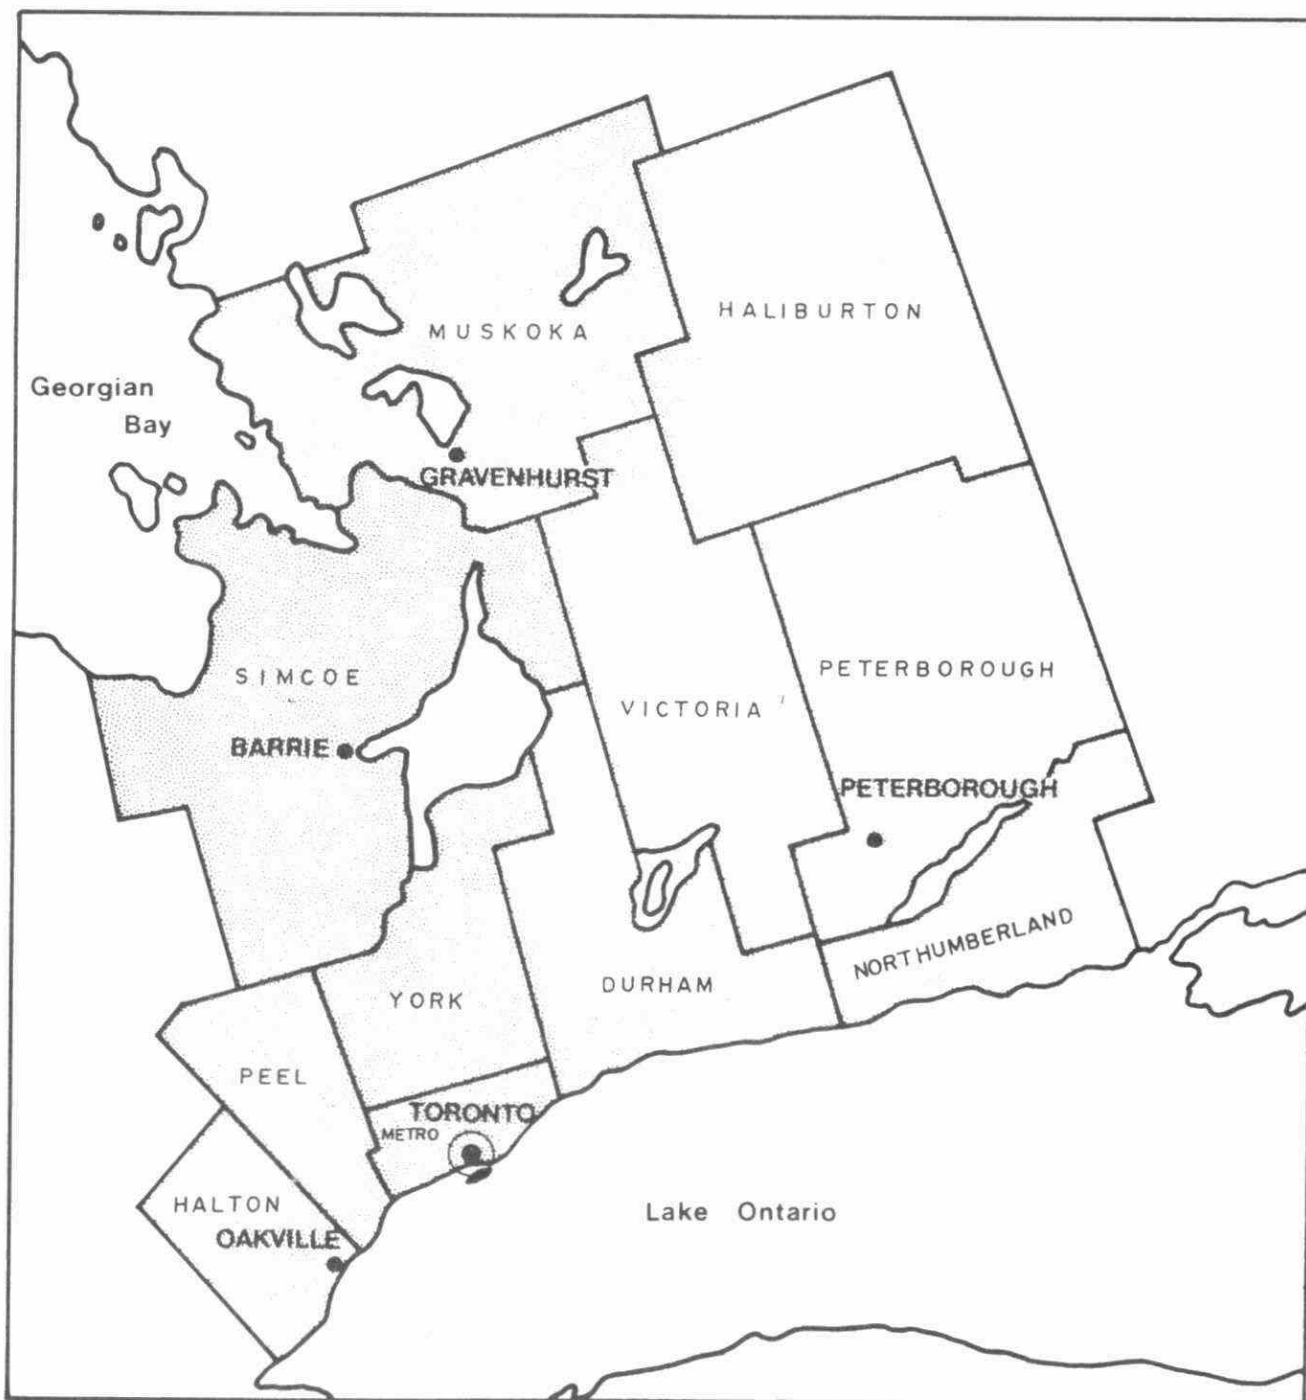 HALIBURTON
MUSKOKA
Georgian
Bay
GRAVENHURST
SIMCOE
PETERBOROUGH
VICTORIA
BARRIE
PETERBOROUGH
NORTHUMBERLAND
DURHAM
YORK
PEEL
TORONTO
METRO
HALTON
Lake Ontario
OAKVILLE